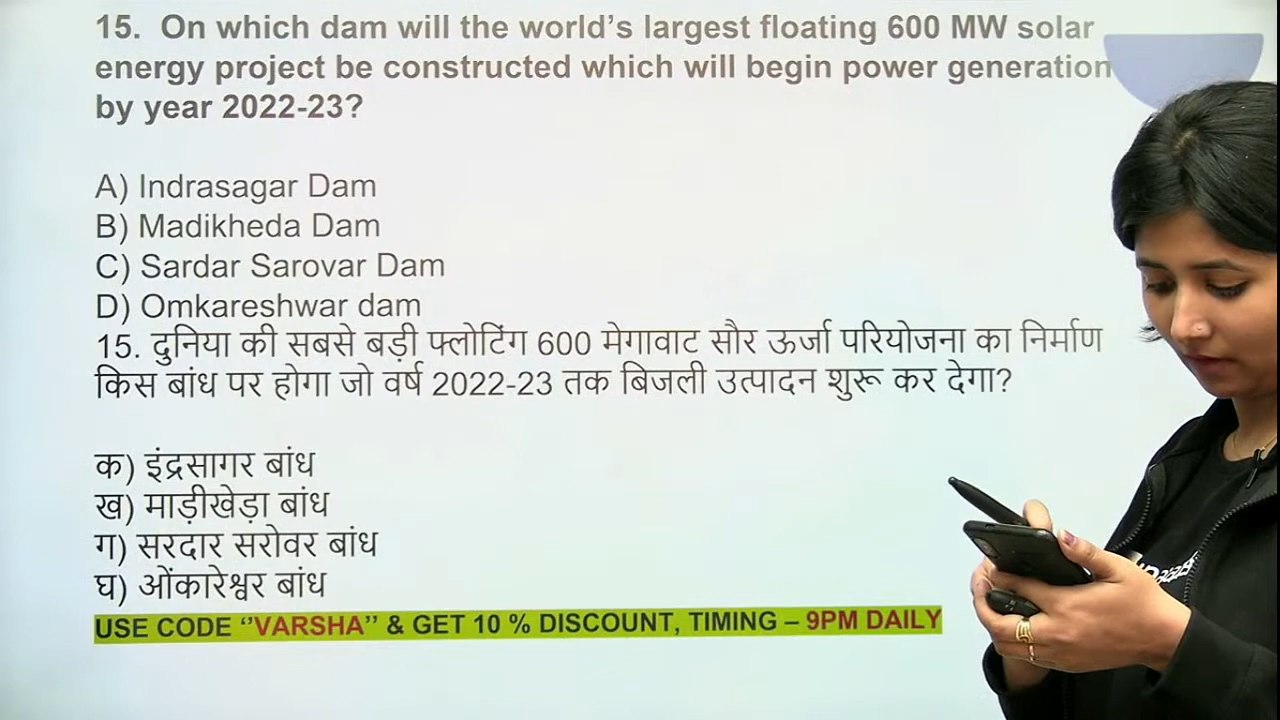 15. On which dam will the world’s largest floating 600 MW solar
energy project be constructed which will begin power generation
by year 2022-23?
A) Indrasagar Dam
B) Madikheda Dam
C) Sardar Sarovar Dam
D) Omkareshwar dam
15. दुनिया की सबसे बड़ी फ्लोटिंग 600 मेगावाट सौर ऊर्जा परियोजना का निर्माण
किस बांध पर होगा जो वर्ष 2022-23 तक बिजली उत्पादन शुरू कर देगा?
क) इंद्रसागर बांध
ख) माड़ीखेड़ा बांध
ग) सरदार सरोवर बांध
घ) ओंकारेश्वर बांध
USE CODE ‘’VARSHA’’ & GET 10 % DISCOUNT, TIMING – 9PM DAILY